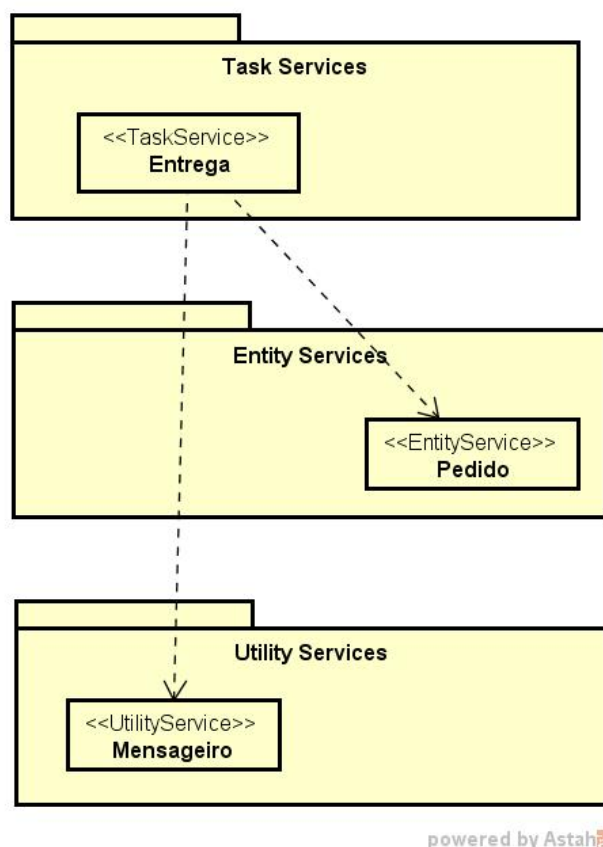 Task Services
<<TaskService>>
Entrega
Entity Services
<<EntityService>>
Pedido
Utility Services
<<UtilityService>>
Mensageiro
powered by Astah